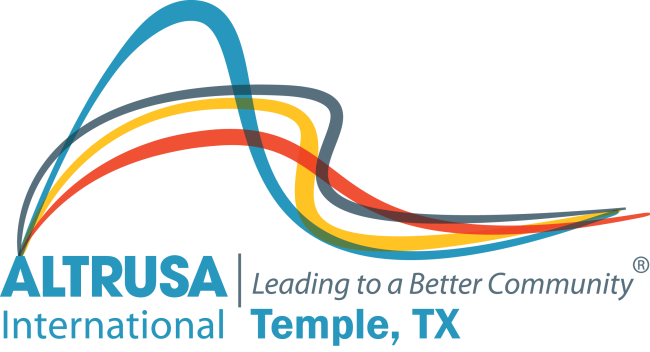 ALTRUSA | Leading to a Better Community®
International Temple, TX